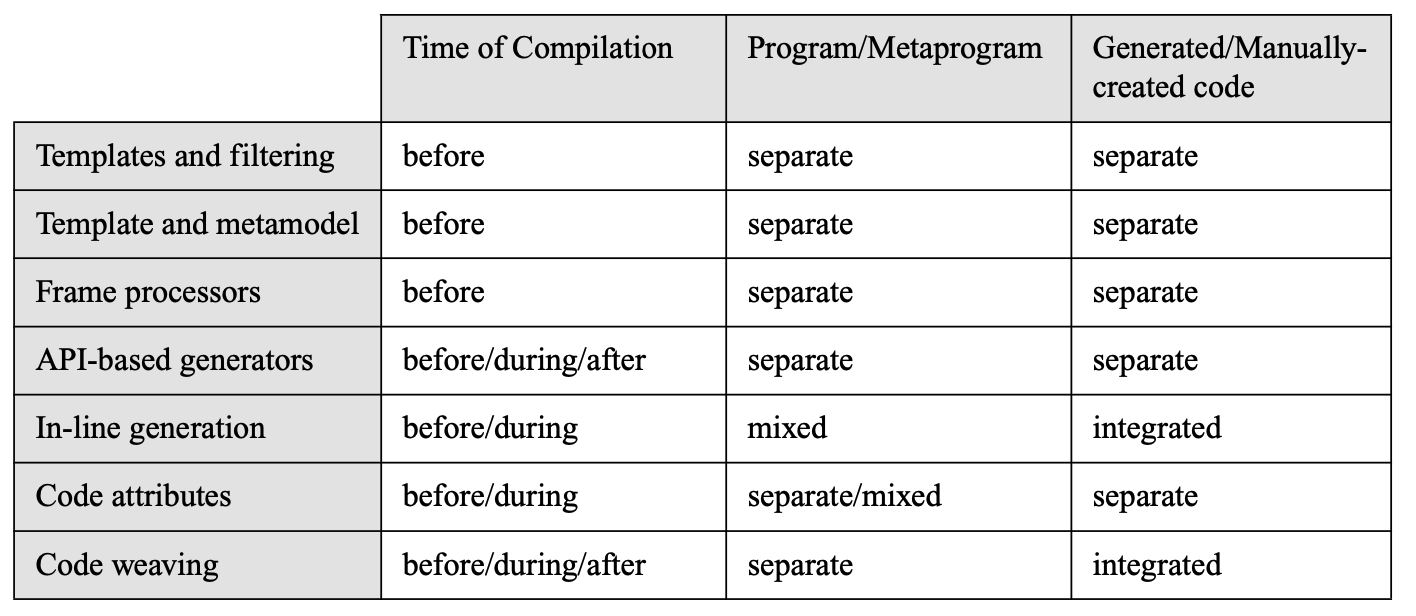 Time of Compilation Program/Metaprogram Generated/Manually-
created code
Templates and filtering before separate separate
Template and metamodel before separate separate
Frame processors before separate separate
API-based generators before/during/after separate separate
In-line generation before/during mixed integrated
Code attributes before/during separate/mixed separate
Code weaving before/during/after separate integrated